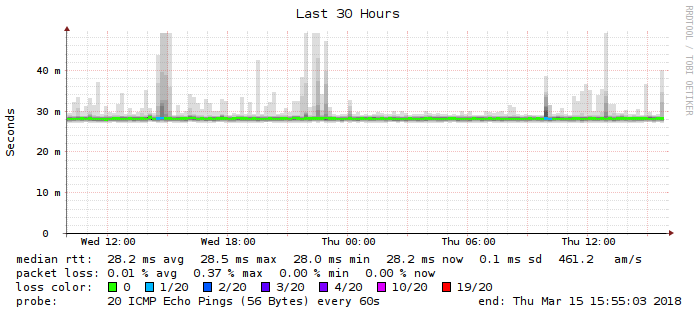 Last 30 Hours
RRDTOOL / TOBI OETIKER
Seconds
40 m
30 m
20 m
10 m
0
Wed 12:00 Wed 18:00 Thu 00:00 Thu 06:00 Thu 12:00
median rtt: 28.2 ms avg 28.5 ms max 28.0 ms min 28.2 ms now 0.1 ms sd 461.2 am/s
packet loss: 0.01 % avg 0.37 % max 0.00 % min 0.00 % now
loss color: 0 1/20 2/20 3/20 4/20 10/20 19/20
probe: 20 ICMP Echo Pings (56 Bytes) every 60s end: Thu Mar 15 15:55:03 2018